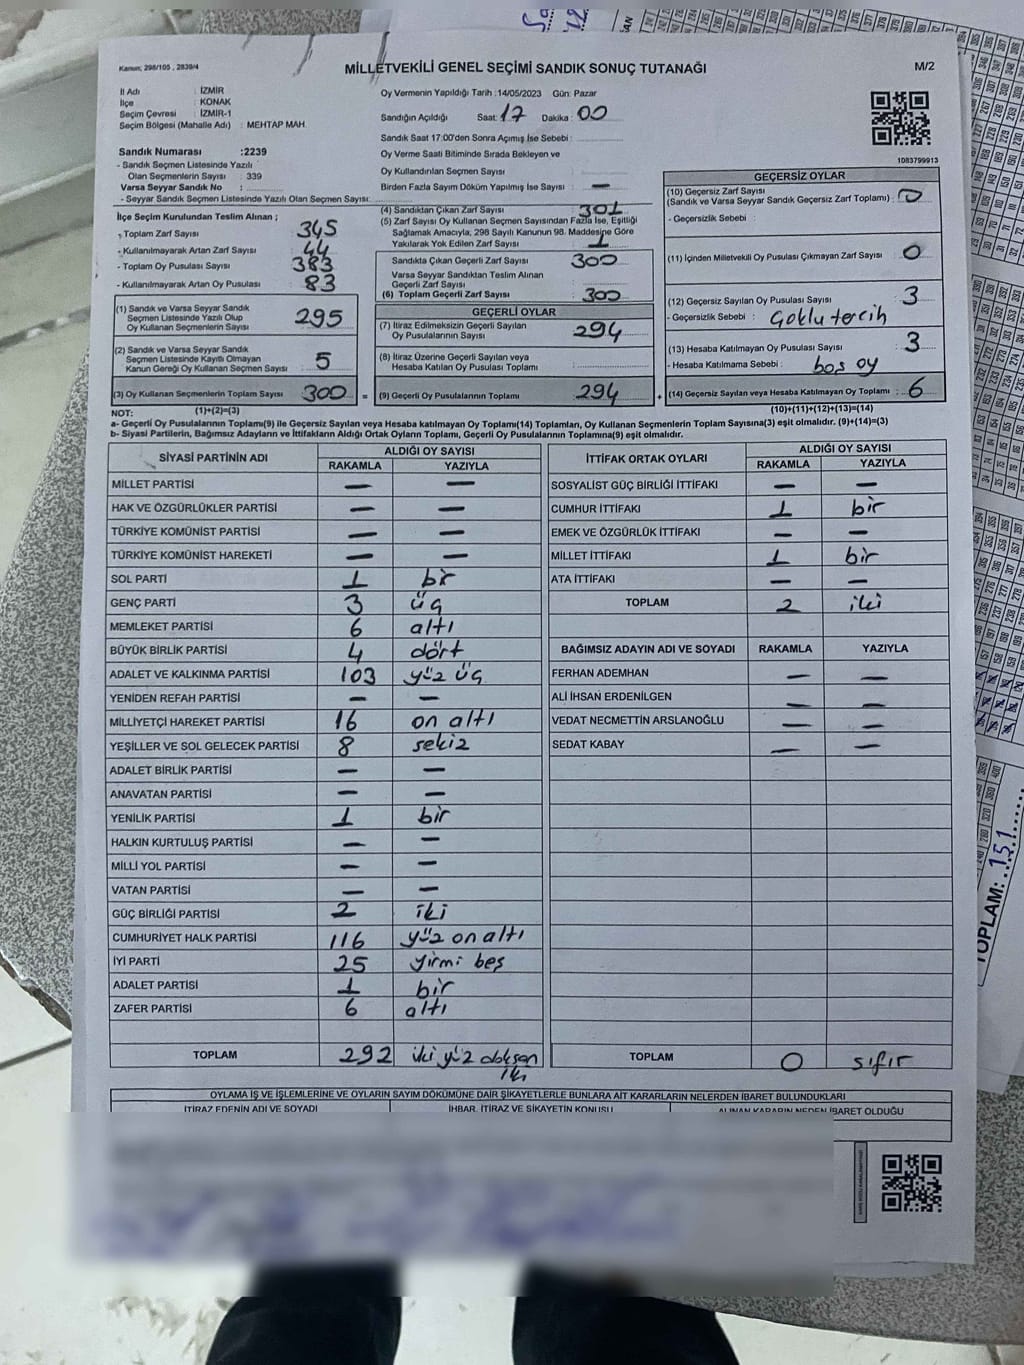 Kanun; 298/105 , 2839/4
MİLLETVEKİLİ GENEL SEÇİMİ SANDIK SONUÇ TUTANAĞI
M/2
İl Adı : İZMİR
İlçe : KONAK
Seçim Çevresi : İZMİR-1
Seçim Bölgesi (Mahalle Adı) : MEHTAP MAH.
Sandık Numarası :2239
- Sandık Seçmen Listesinde Yazılı
Olan Seçmenlerin Sayısı : 339
Varsa Seyyar Sandık No :
- Seyyar Sandık Seçmen Listesinde Yazılı Olan Seçmen Sayısı:
Oy Vermenin Yapıldığı Tarih :14/05/2023 Gün: Pazar
Sandığın Açıldığı Saat: 17 Dakika : 00
Sandık Saat 17:00'den Sonra Açımış İse Sebebi :
Oy Verme Saati Bitiminde Sırada Bekleyen ve
Oy Kullandırılan Seçmen Sayısı :
Birden Fazla Sayım Döküm Yapılmış İse Sayısı : —
1083799913
İlçe Seçim Kurulundan Teslim Alınan ;
- Toplam Zarf Sayısı : 345
- Kullanılmayarak Artan Zarf Sayısı : 44
- Toplam Oy Pusulası Sayısı : 383
- Kullanılmayarak Artan Oy Pusulası : 83
(1) Sandık ve Varsa Seyyar Sandık
Seçmen Listesinde Yazılı Olup
Oy Kullanan Seçmenlerin Sayısı : 295
(2) Sandık ve Varsa Seyyar Sandık
Seçmen Listesinde Kayıtlı Olmayan
Kanun Gereği Oy Kullanan Seçmen Sayısı : 5
(3) Oy Kullanan Seçmenlerin Toplam Sayısı : 300 =
(4) Sandıktan Çıkan Zarf Sayısı : 301
(5) Zarf Sayısı Oy Kullanan Seçmen Sayısından Fazla İse, Eşitliği
Sağlamak Amacıyla, 298 Sayılı Kanunun 98. Maddesine Göre
Yakılarak Yok Edilen Zarf Sayısı : 1
Sandıkta Çıkan Geçerli Zarf Sayısı : 300
Varsa Seyyar Sandıktan Teslim Alınan
Geçerli Zarf Sayısı :
(6) Toplam Geçerli Zarf Sayısı : 300
GEÇERLİ OYLAR
(7) İtiraz Edilmeksizin Geçerli Sayılan
Oy Pusulalarının Sayısı : 294
(8) İtiraz Üzerine Geçerli Sayılan veya
Hesaba Katılan Oy Pusulası Toplamı :
(9) Geçerli Oy Pusulalarının Toplamı : 294 +
GEÇERSİZ OYLAR
(10) Geçersiz Zarf Sayısı
(Sandık ve Varsa Seyyar Sandık Geçersiz Zarf Toplamı) : 0
- Geçersizlik Sebebi :
(11) İçinden Milletvekili Oy Pusulası Çıkmayan Zarf Sayısı : 0
(12) Geçersiz Sayılan Oy Pusulası Sayısı : 3
- Geçersizlik Sebebi : Çoklu tercih
(13) Hesaba Katılmayan Oy Pusulası Sayısı : 3
- Hesaba Katılmama Sebebi : boş oy
(14) Geçersiz Sayılan veya Hesaba Katılmayan Oy Toplamı : 6
NOT: (1)+(2)=(3) (10)+(11)+(12)+(13)=(14)
a- Geçerli Oy Pusulalarının Toplamı(9) ile Geçersiz Sayılan veya Hesaba katılmayan Oy Toplamı(14) Toplamları, Oy Kullanan Seçmenlerin Toplam Sayısına(3) eşit olmalıdır. (9)+(14)=(3)
b- Siyasi Partilerin, Bağımsız Adayların ve İttifakların Aldığı Ortak Oyların Toplamı, Geçerli Oy Pusulalarının Toplamına(9) eşit olmalıdır.
SİYASİ PARTİNİN ADI ALDIĞI OY SAYISI
RAKAMLA YAZIYLA
MİLLET PARTİSİ — —
HAK VE ÖZGÜRLÜKLER PARTİSİ — —
TÜRKİYE KOMÜNİST PARTİSİ — —
TÜRKİYE KOMÜNİST HAREKETİ — —
SOL PARTİ 1 bir
GENÇ PARTİ 3 üç
MEMLEKET PARTİSİ 6 altı
BÜYÜK BİRLİK PARTİSİ 4 dört
ADALET VE KALKINMA PARTİSİ 103 yüz üç
YENİDEN REFAH PARTİSİ — —
MİLLİYETÇİ HAREKET PARTİSİ 16 on altı
YEŞİLLER VE SOL GELECEK PARTİSİ 8 sekiz
ADALET BİRLİK PARTİSİ — —
ANAVATAN PARTİSİ — —
YENİLİK PARTİSİ 1 bir
HALKIN KURTULUŞ PARTİSİ — —
MİLLİ YOL PARTİSİ — —
VATAN PARTİSİ — —
GÜÇ BİRLİĞİ PARTİSİ 2 iki
CUMHURİYET HALK PARTİSİ 116 yüz on altı
İYİ PARTİ 25 yirmi beş
ADALET PARTİSİ 1 bir
ZAFER PARTİSİ 6 altı
TOPLAM 292 iki yüz doksan
iki
İTTİFAK ORTAK OYLARI ALDIĞI OY SAYISI
RAKAMLA YAZIYLA
SOSYALİST GÜÇ BİRLİĞİ İTTİFAKI — —
CUMHUR İTTİFAKI 1 bir
EMEK VE ÖZGÜRLÜK İTTİFAKI — —
MİLLET İTTİFAKI 1 bir
ATA İTTİFAKI — —
TOPLAM 2 iki
BAĞIMSIZ ADAYIN ADI VE SOYADI RAKAMLA YAZIYLA
FERHAN ADEMHAN — —
ALİ İHSAN ERDENİLGEN — —
VEDAT NECMETTİN ARSLANOĞLU — —
SEDAT KABAY — —
TOPLAM 0 sıfır
OYLAMA İŞ VE İŞLEMLERİNE VE OYLARIN SAYIM DÖKÜMÜNE DAİR ŞİKAYETLERLE BUNLARA AİT KARARLARIN NELERDEN İBARET BULUNDUKLARI
İTİRAZ EDENİN ADI VE SOYADI İHBAR, İTİRAZ VE ŞİKAYETİN KONUSU ALINAN KARARIN NEDEN İBARET OLDUĞU
TOPLAM: 151